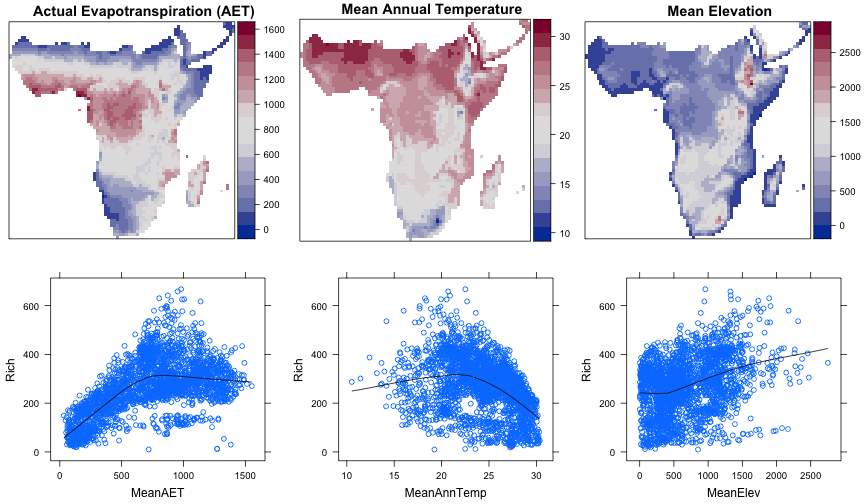 Actual Evapotranspiration (AET)
Mean Annual Temperature
Mean Elevation
1600
1400
1200
1000
800
600
400
200
0
30
25
20
15
10
2500
2000
1500
1000
500
0
Rich
600
400
200
0
0 500 1000 1500
MeanAET
Rich
600
400
200
0
10 15 20 25 30
MeanAnnTemp
Rich
600
400
200
0
0 500 1000 1500 2000 2500
MeanElev